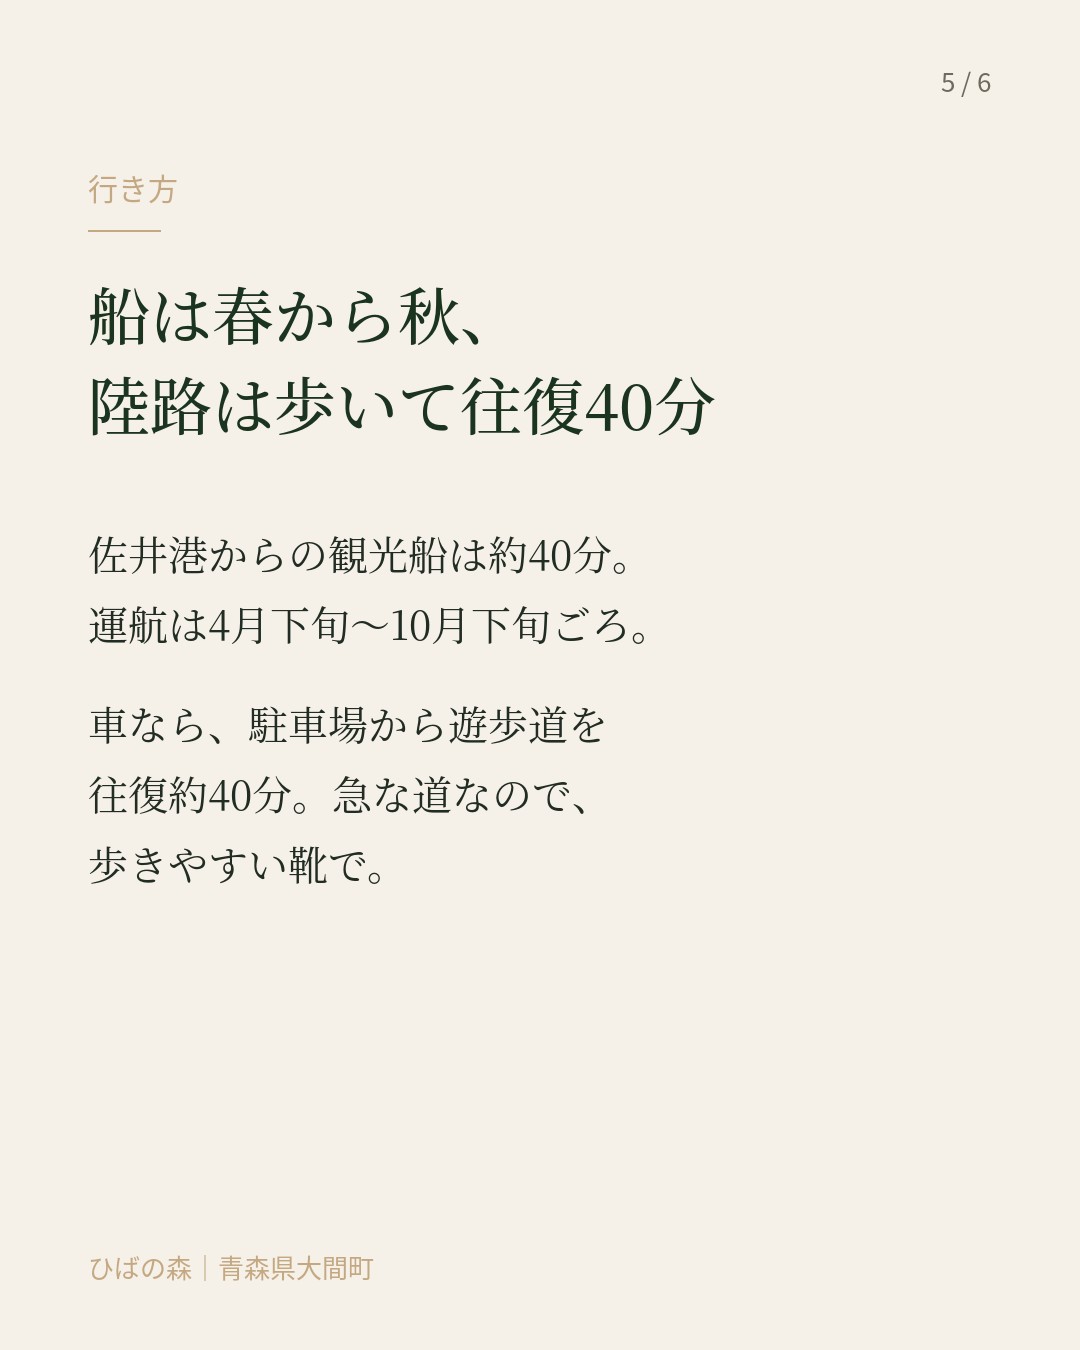 5 / 6
行き方
船は春から秋、
陸路は歩いて往復40分
佐井港からの観光船は約40分。
運航は4月下旬〜10月下旬ごろ。
車なら、駐車場から遊歩道を
往復約40分。急な道なので、
歩きやすい靴で。
ひばの森｜青森県大間町